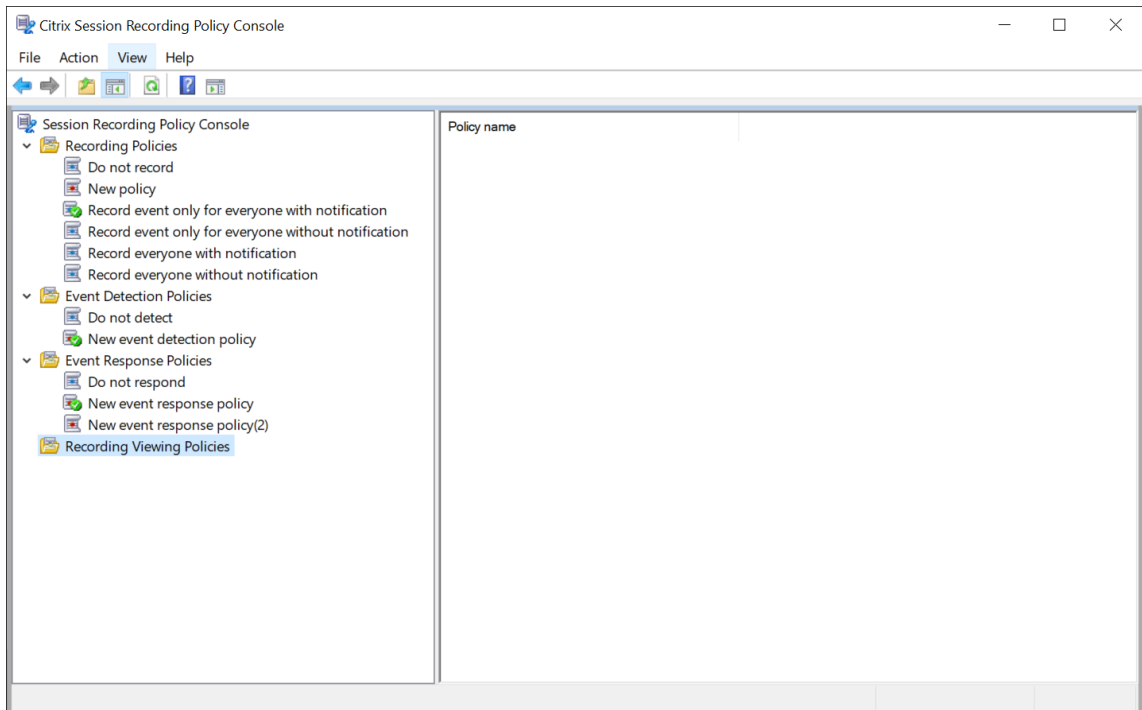 Citrix Session Recording Policy Console
File Action View Help
Session Recording Policy Console
Policy name
Recording Policies
Do not record
New policy
Record event only for everyone with notification
Record event only for everyone without notification
Record everyone with notification
Record everyone without notification
Event Detection Policies
Do not detect
New event detection policy
Event Response Policies
Do not respond
New event response policy
New event response policy(2)
Recording Viewing Policies